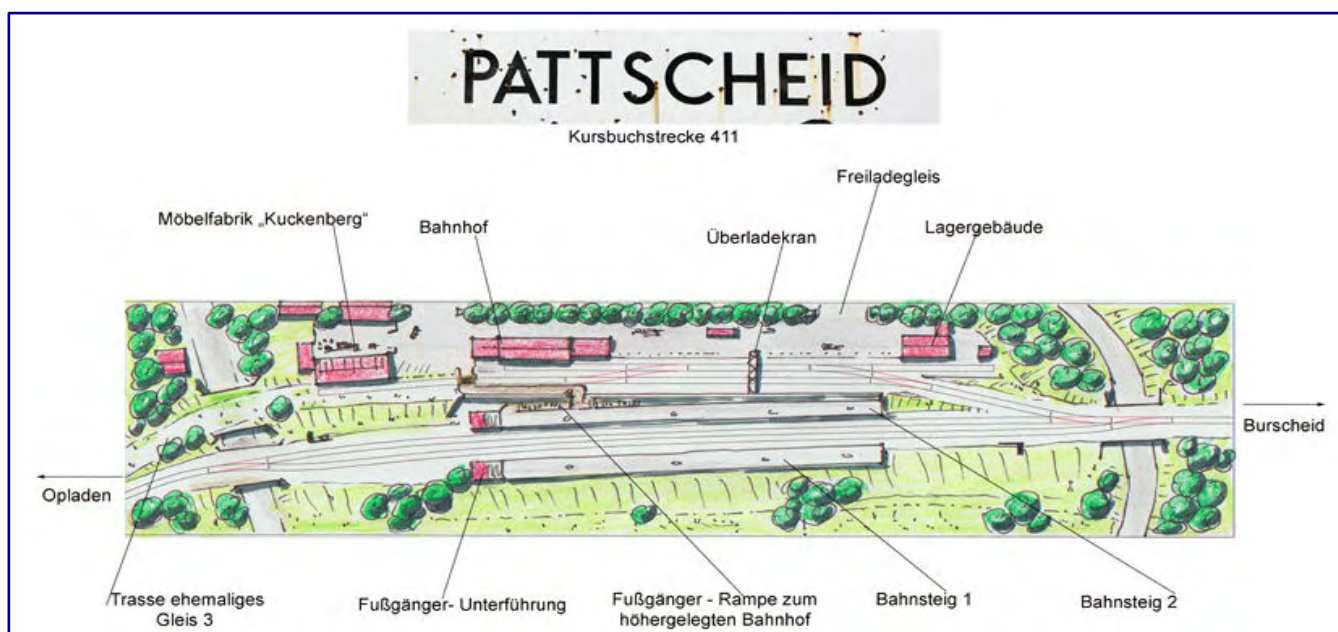 PATTSCHEID
Kursbuchstrecke 411
Freiladegleis
Möbelfabrik „Kuckenberg“
Bahnhof
Überladekran
Lagergebäude
Burscheid
Opladen
Trasse ehemaliges
Gleis 3
Fußgänger- Unterführung
Fußgänger - Rampe zum
höhergelegten Bahnhof
Bahnsteig 1
Bahnsteig 2